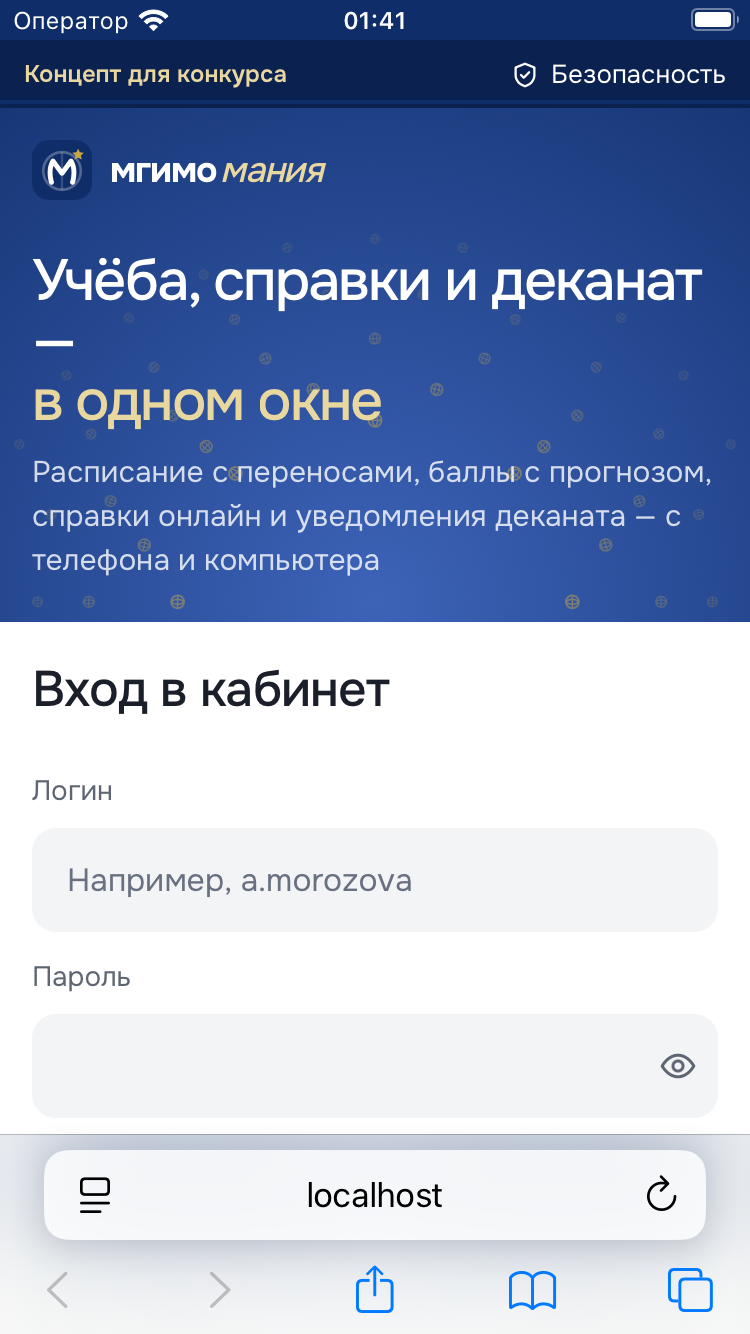 Оператор 01:41
Концепт для конкурса Безопасность
М мгимо мания
Учёба, справки и деканат
—
в одном окне
Расписание с переносами, баллы с прогнозом,
справки онлайн и уведомления деканата — с
телефона и компьютера
Вход в кабинет
Логин
Например, a.morozova
Пароль
localhost